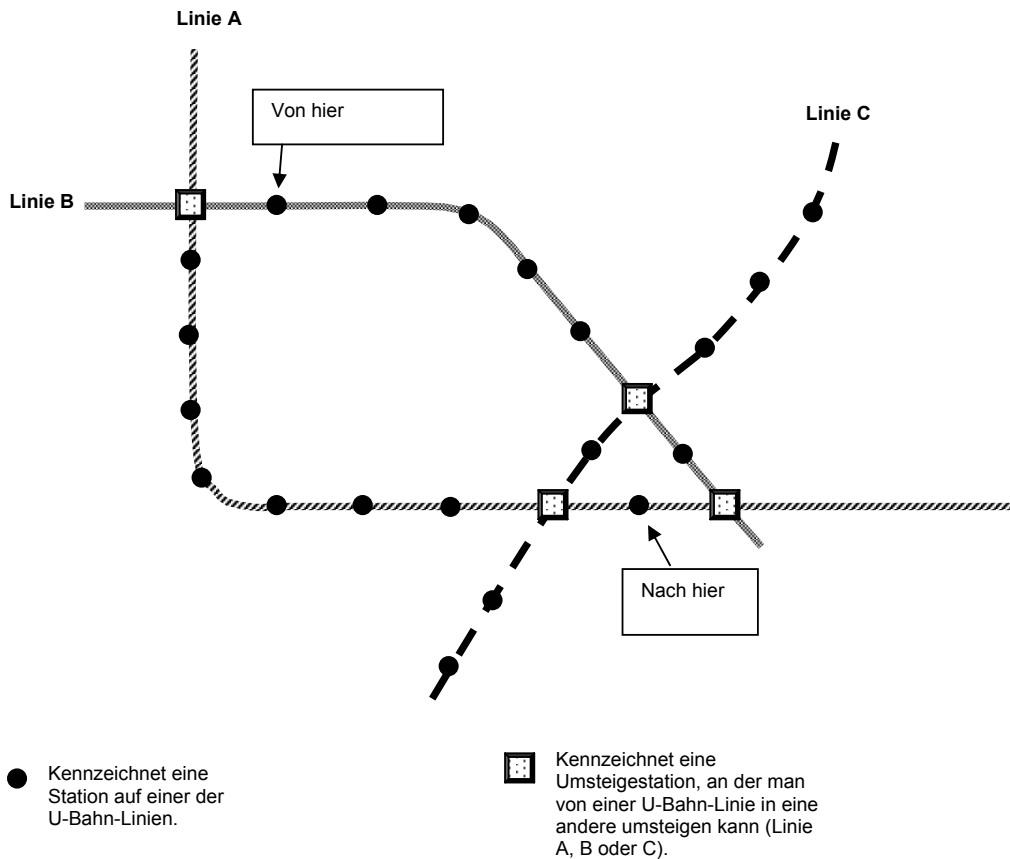 Linie A
Von hier
Linie C
Linie B
Nach hier
Kennzeichnet eine
Station auf einer der
U-Bahn-Linien.
Kennzeichnet eine
Umsteigestation, an der man
von einer U-Bahn-Linie in eine
andere umsteigen kann (Linie
A, B oder C).